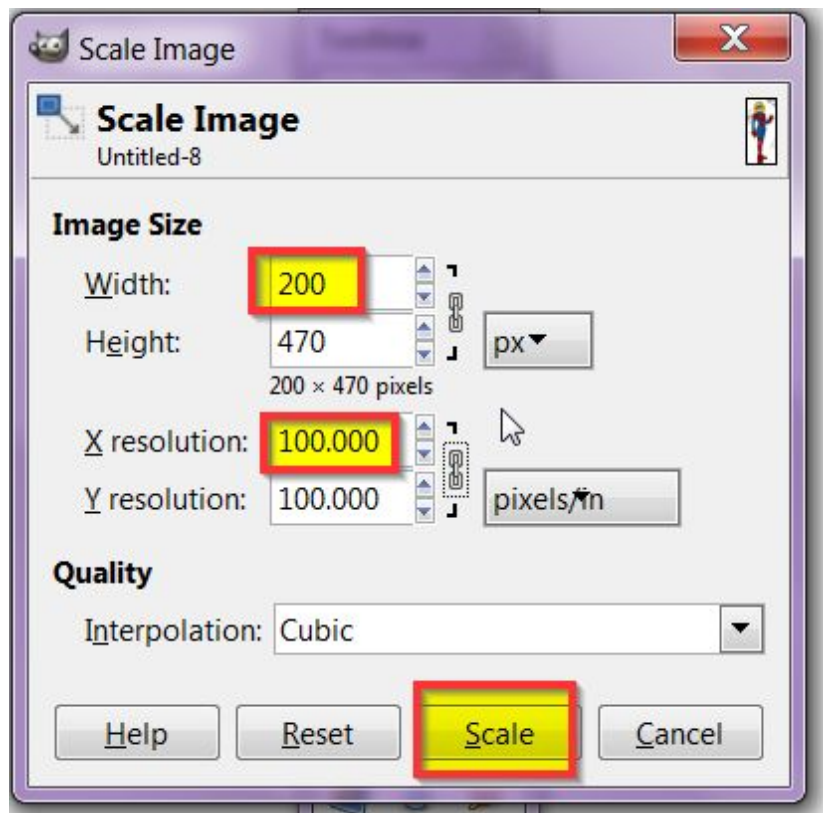 Scale Image
Scale Image
Untitled-8
Image Size
Width: 200
Height: 470 px
200 × 470 pixels
X resolution: 100.000
Y resolution: 100.000 pixels/in
Quality
Interpolation: Cubic
Help Reset Scale Cancel